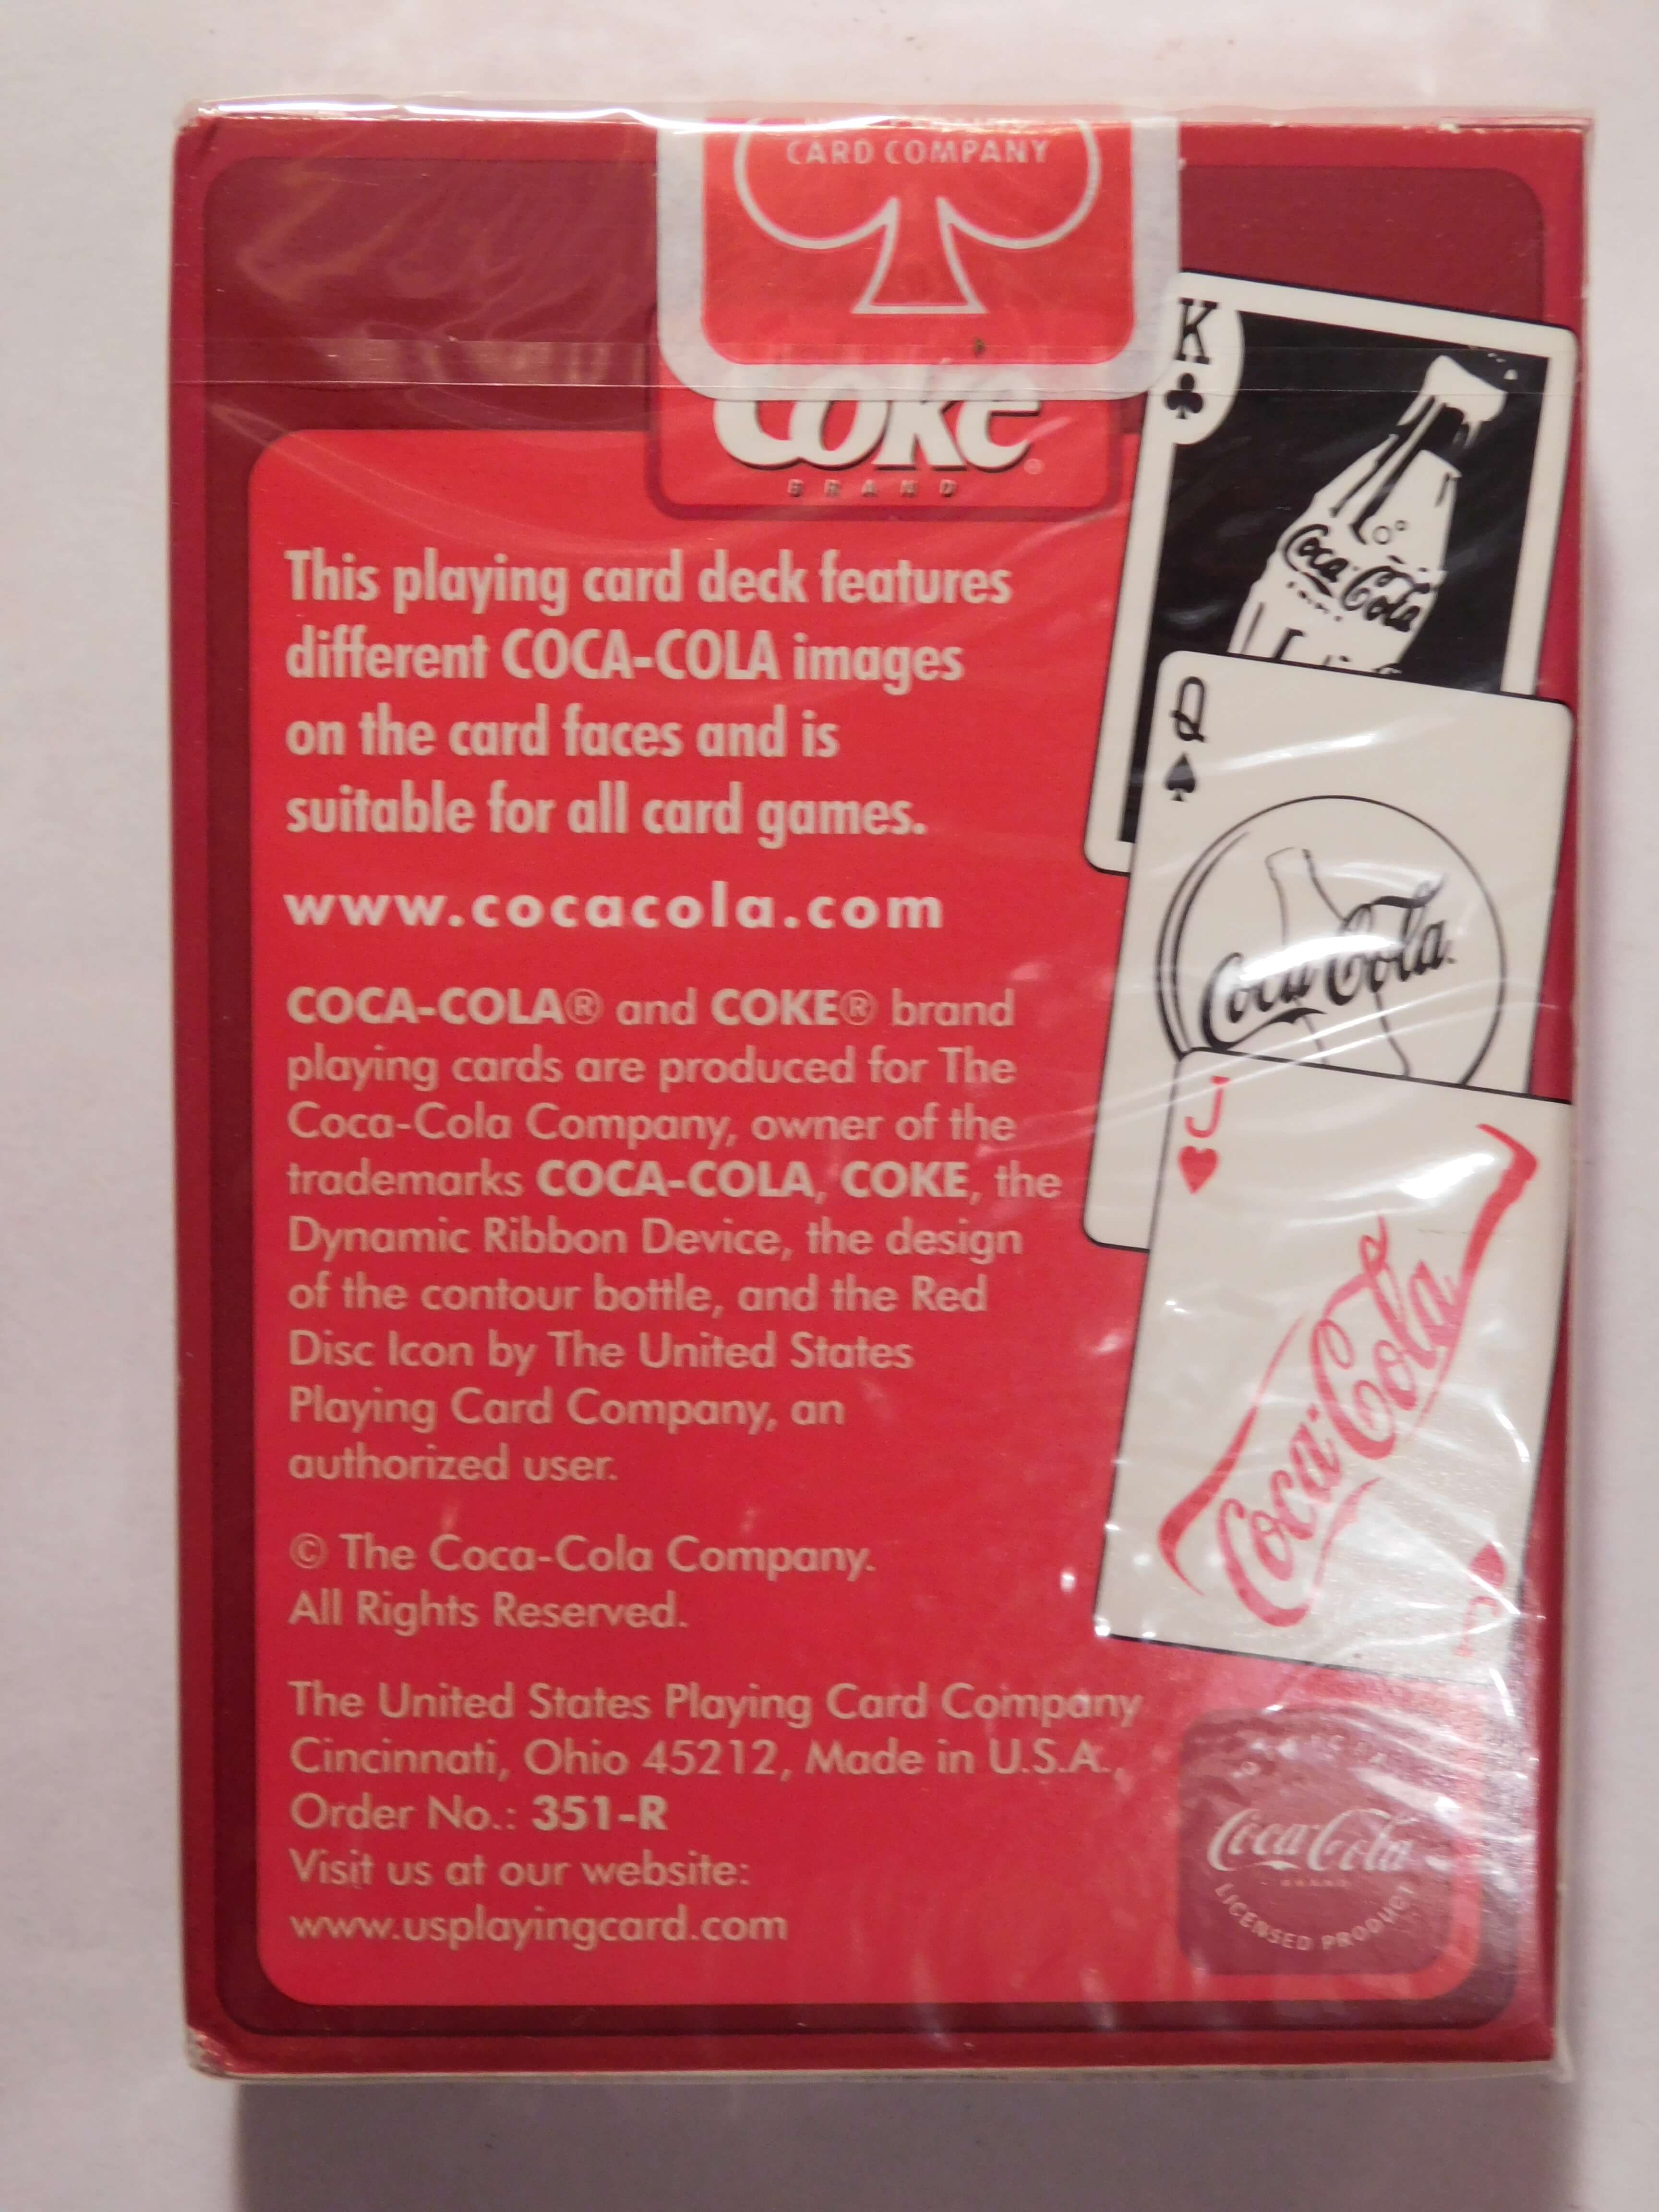 CARD COMPANY
Coke
BRAND
This playing card deck features
different COCA-COLA images
on the card faces and is
suitable for all card games.
www.cocacola.com
COCA-COLA® and COKE® brand
playing cards are produced for The
Coca-Cola Company, owner of the
trademarks COCA-COLA, COKE, the
Dynamic Ribbon Device, the design
of the contour bottle, and the Red
Disc Icon by The United States
Playing Card Company, an
authorized user.
© The Coca-Cola Company.
All Rights Reserved.
The United States Playing Card Company
Cincinnati, Ohio 45212, Made in U.S.A.
Order No.: 351-R
Visit us at our website:
www.usplayingcard.com
K
Coca-Cola
Q
Coca-Cola
J
Coca-Cola
J
Coca-Cola
BRAND
LICENSED PRODUCT